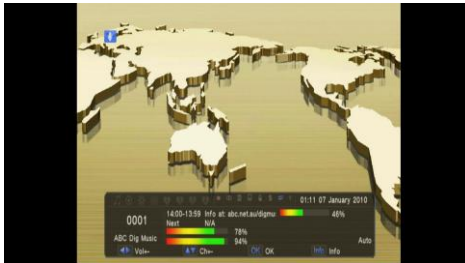 01:11 07 January 2010
0001
14:00-13:59 Info at: abc.net.au/digmu
46%
Next N/A
78%
ABC Dig Music
94%
Auto
Vol+-
Ch+-
OK OK
Info Info